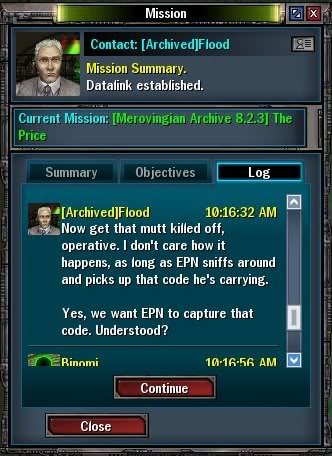 Mission
Contact: [Archived]Flood
Mission Summary.
Datalink established.
Current Mission: [Merovingian Archive 8.2.3] The
Price
Summary
Objectives
Log
[Archived]Flood 10:16:32 AM
Now get that mutt killed off,
operative. I don't care how it
happens, as long as EPN sniffs around
and picks up that code he's carrying.
Yes, we want EPN to capture that
code. Understood?
Binomi 10:16:56 AM
Continue
Close